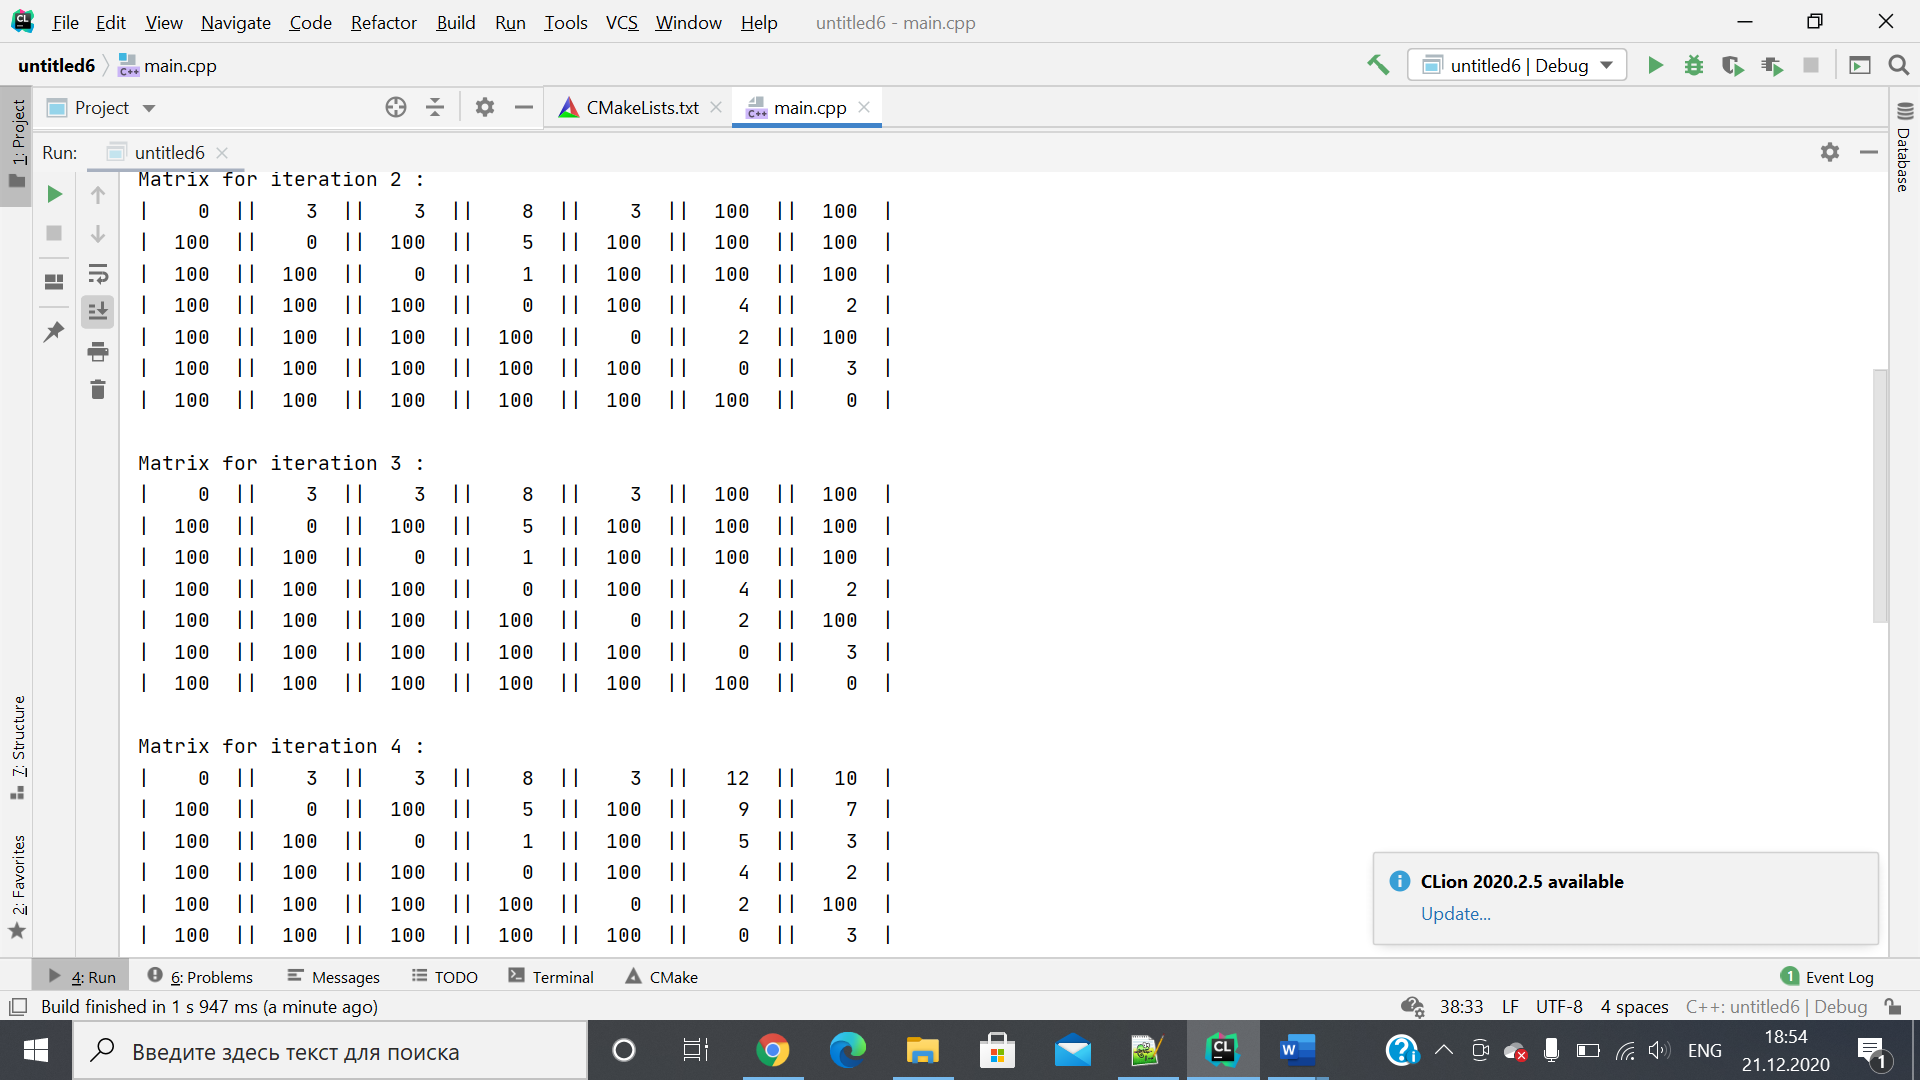 File Edit View Navigate Code Refactor Build Run Tools VCS Window Help untitled6 - main.cpp
untitled6 main.cpp untitled6 | Debug
1: Project Project CMakeLists.txt main.cpp Database
Run: untitled6
Matrix for iteration 2 :
| 0 || 3 || 3 || 8 || 3 || 100 || 100 |
| 100 || 0 || 100 || 5 || 100 || 100 || 100 |
| 100 || 100 || 0 || 1 || 100 || 100 || 100 |
| 100 || 100 || 100 || 0 || 100 || 4 || 2 |
| 100 || 100 || 100 || 100 || 0 || 2 || 100 |
| 100 || 100 || 100 || 100 || 100 || 0 || 3 |
| 100 || 100 || 100 || 100 || 100 || 100 || 0 |
Matrix for iteration 3 :
| 0 || 3 || 3 || 8 || 3 || 100 || 100 |
| 100 || 0 || 100 || 5 || 100 || 100 || 100 |
| 100 || 100 || 0 || 1 || 100 || 100 || 100 |
| 100 || 100 || 100 || 0 || 100 || 4 || 2 |
| 100 || 100 || 100 || 100 || 0 || 2 || 100 |
| 100 || 100 || 100 || 100 || 100 || 0 || 3 |
| 100 || 100 || 100 || 100 || 100 || 100 || 0 |
Matrix for iteration 4 :
| 0 || 3 || 3 || 8 || 3 || 12 || 10 |
| 100 || 0 || 100 || 5 || 100 || 9 || 7 |
| 100 || 100 || 0 || 1 || 100 || 5 || 3 |
| 100 || 100 || 100 || 0 || 100 || 4 || 2 |
| 100 || 100 || 100 || 100 || 0 || 2 || 100 |
| 100 || 100 || 100 || 100 || 100 || 0 || 3 |
7: Structure
2: Favorites
CLion 2020.2.5 available
Update...
4: Run 6: Problems Messages TODO Terminal CMake 1 Event Log
Build finished in 1 s 947 ms (a minute ago) 38:33 LF UTF-8 4 spaces C++: untitled6 | Debug
Введите здесь текст для поиска ENG 18:54
21.12.2020 1